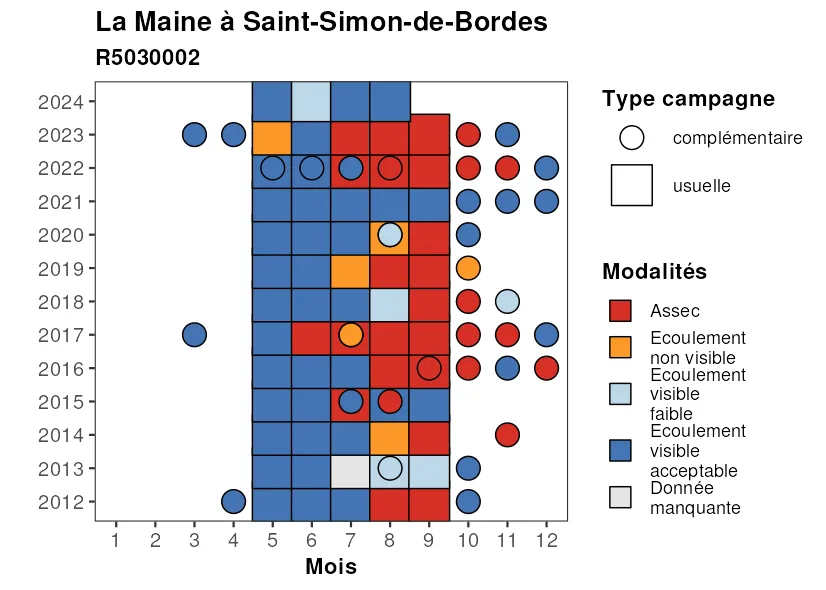 La Maine à Saint-Simon-de-Bordes
R5030002
2024
2023
2022
2021
2020
2019
2018
2017
2016
2015
2014
2013
2012
1 2 3 4 5 6 7 8 9 10 11 12
Mois
Type campagne
complémentaire
usuelle
Modalités
Assec
Ecoulement
non visible
Ecoulement
visible
faible
Ecoulement
visible
acceptable
Donnée
manquante